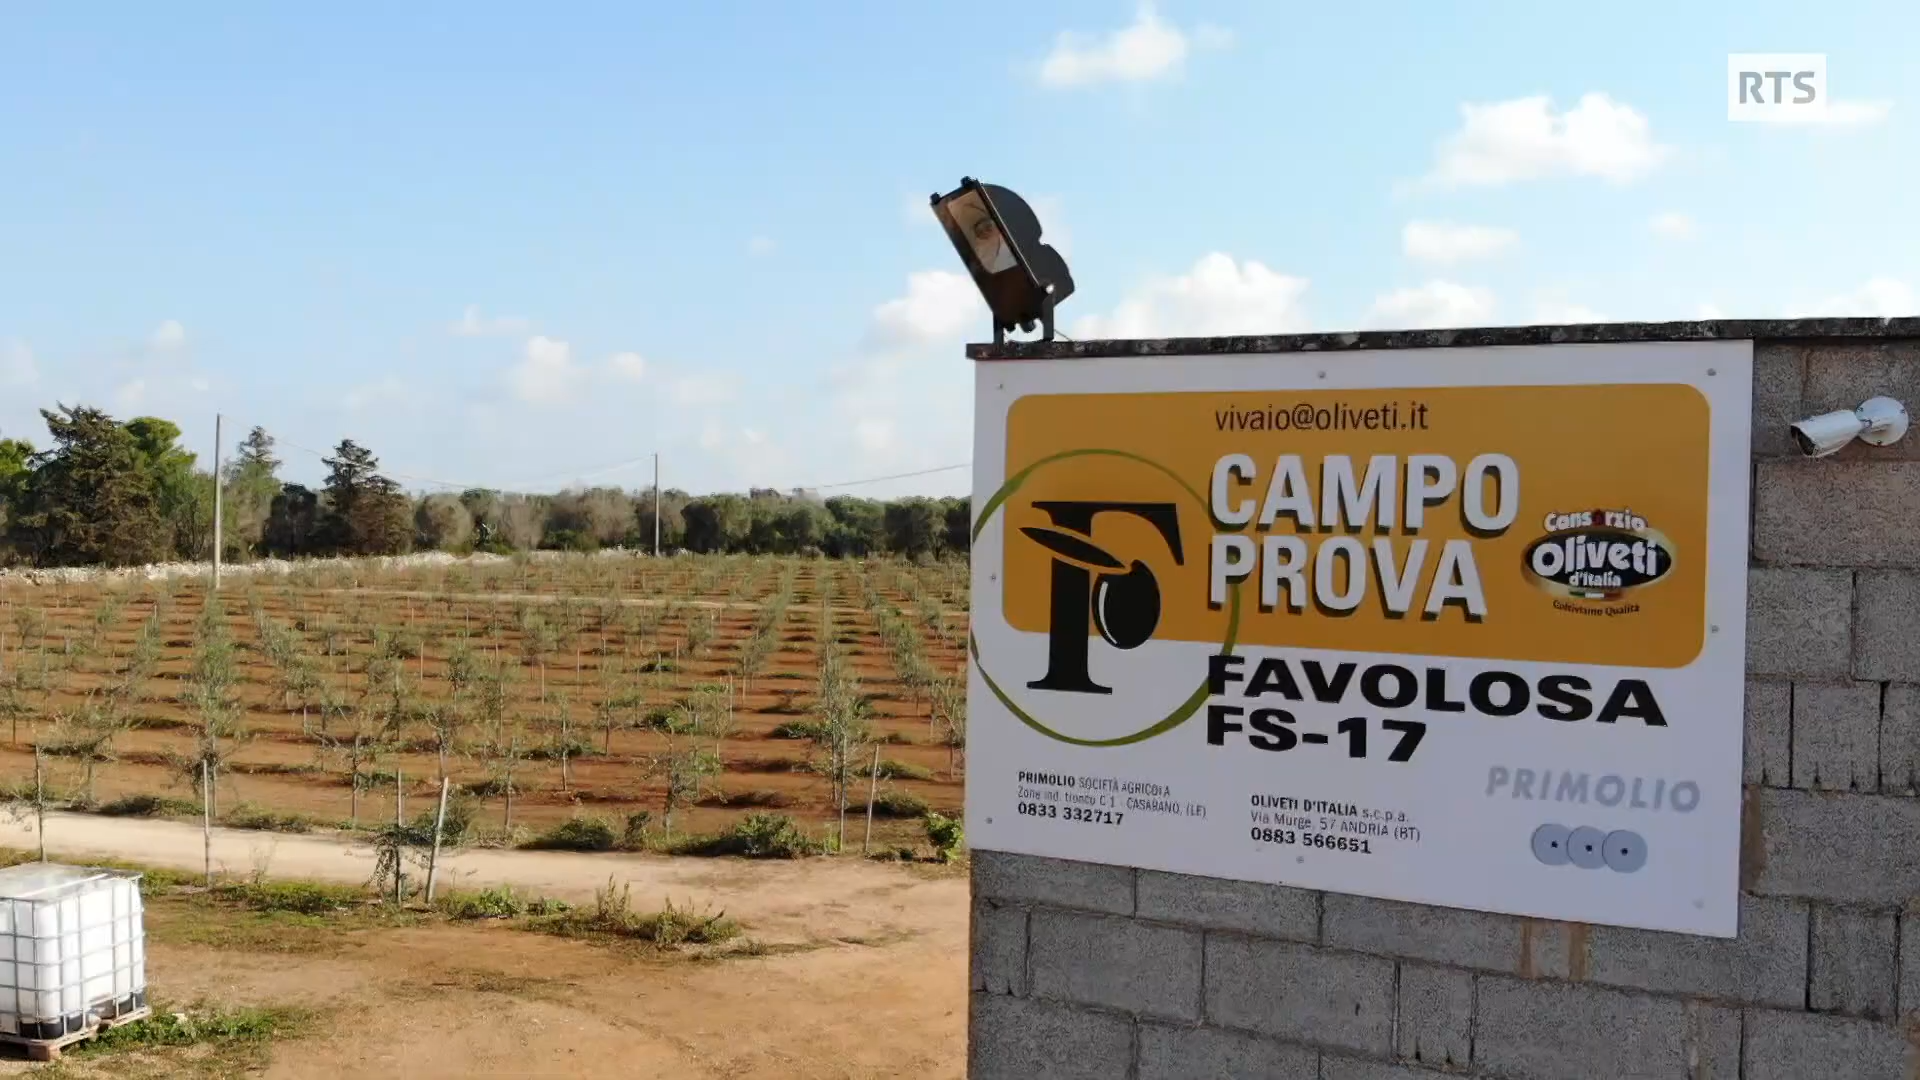 RTS
vivaio@oliveti.it
CAMPO
PROVA
Consorzio
Oliveti
d'Italia
Coltiviamo Qualità
F
FAVOLOSA
FS-17
PRIMOLIO SOCIETÀ AGRICOLA
Zona ind. tronco C 1 - CASARANO, (LE)
0833 332717
OLIVETI D'ITALIA s.c.p.a.
Via Murge, 57 ANDRIA (BT)
0883 566651
PRIMOLIO